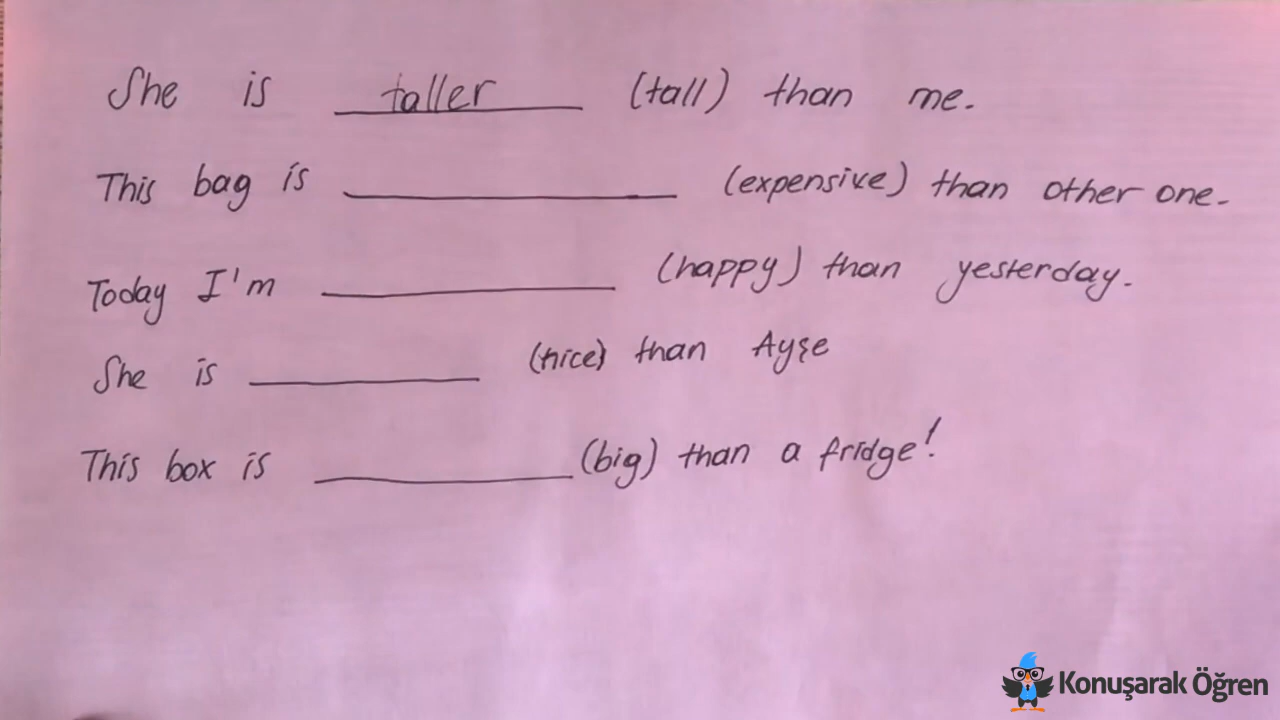 She is taller (tall) than me.
This bag is (expensive) than other one.
Today I'm (happy) than yesterday.
She is (nice) than Ayşe
This box is (big) than a fridge!
Konuşarak Öğren